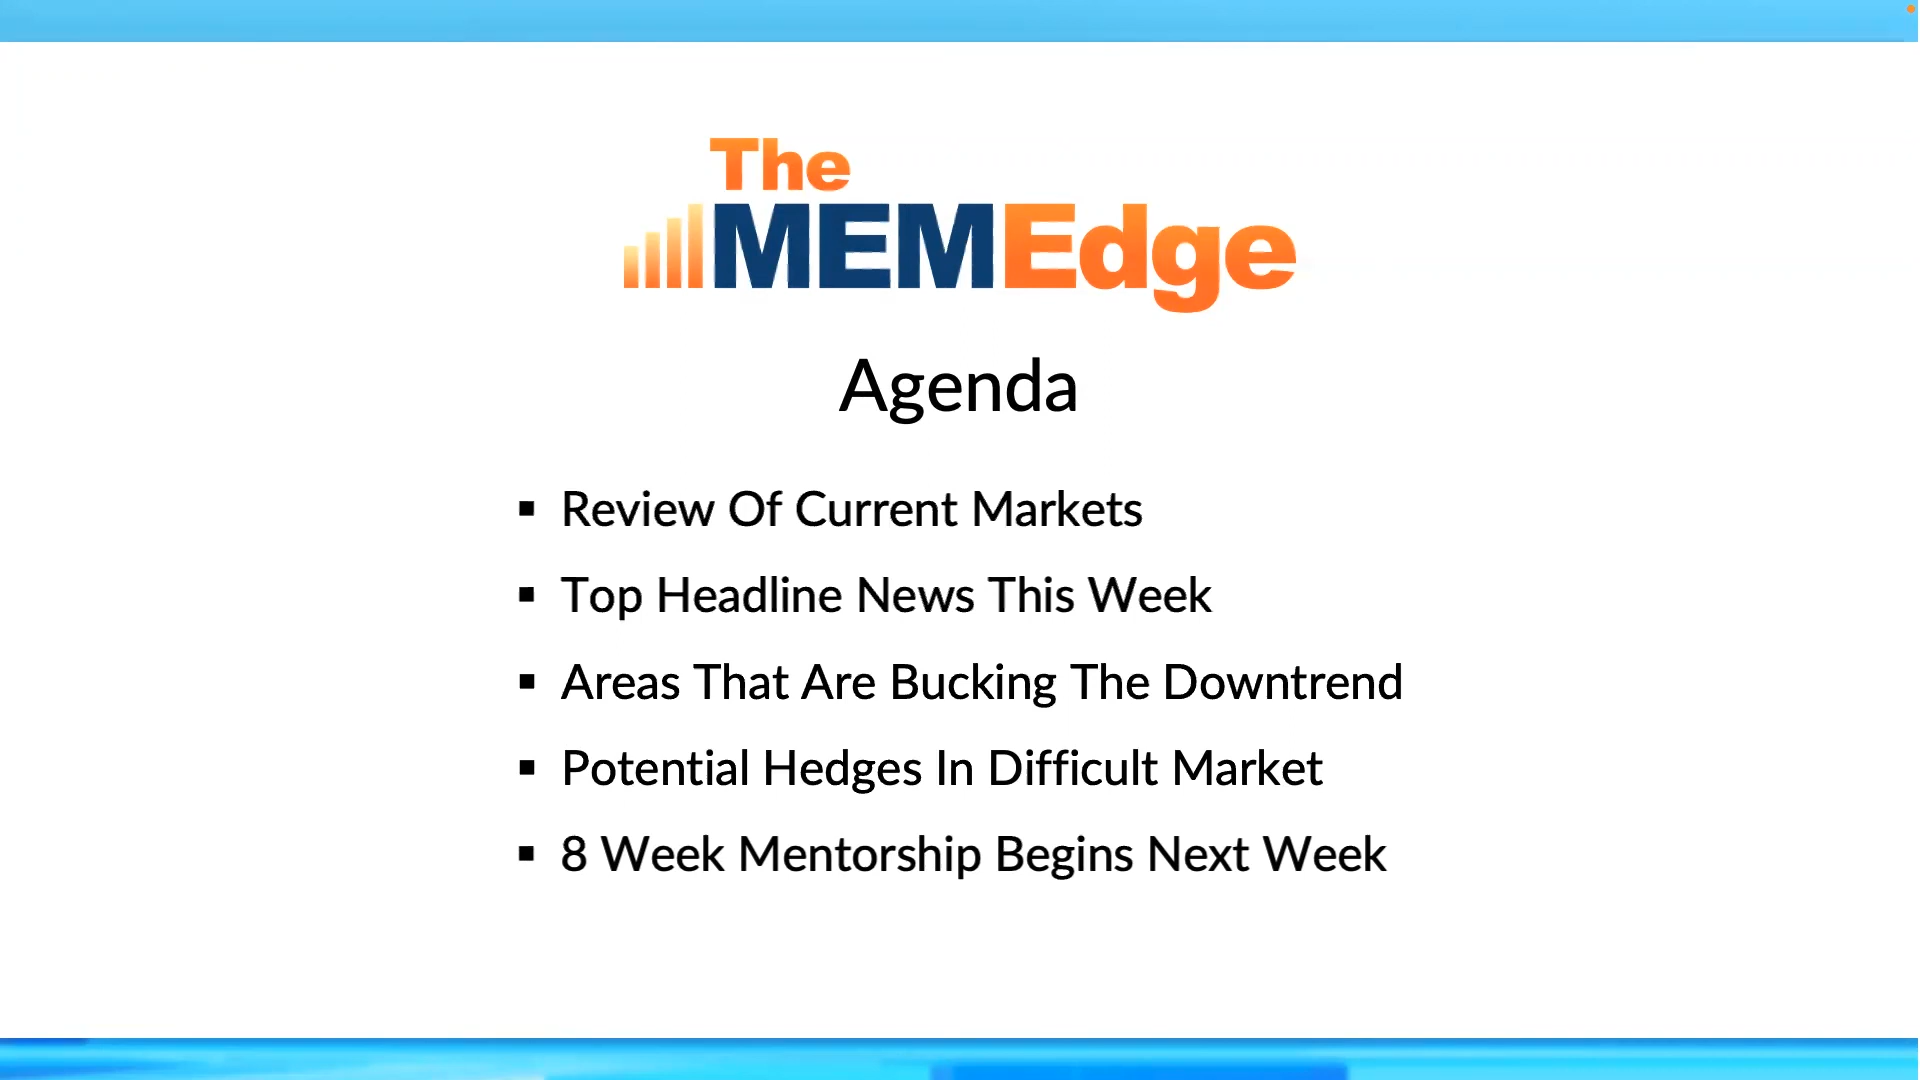 The
MEMEdge
Agenda
▪ Review Of Current Markets
▪ Top Headline News This Week
▪ Areas That Are Bucking The Downtrend
▪ Potential Hedges In Difficult Market
▪ 8 Week Mentorship Begins Next Week